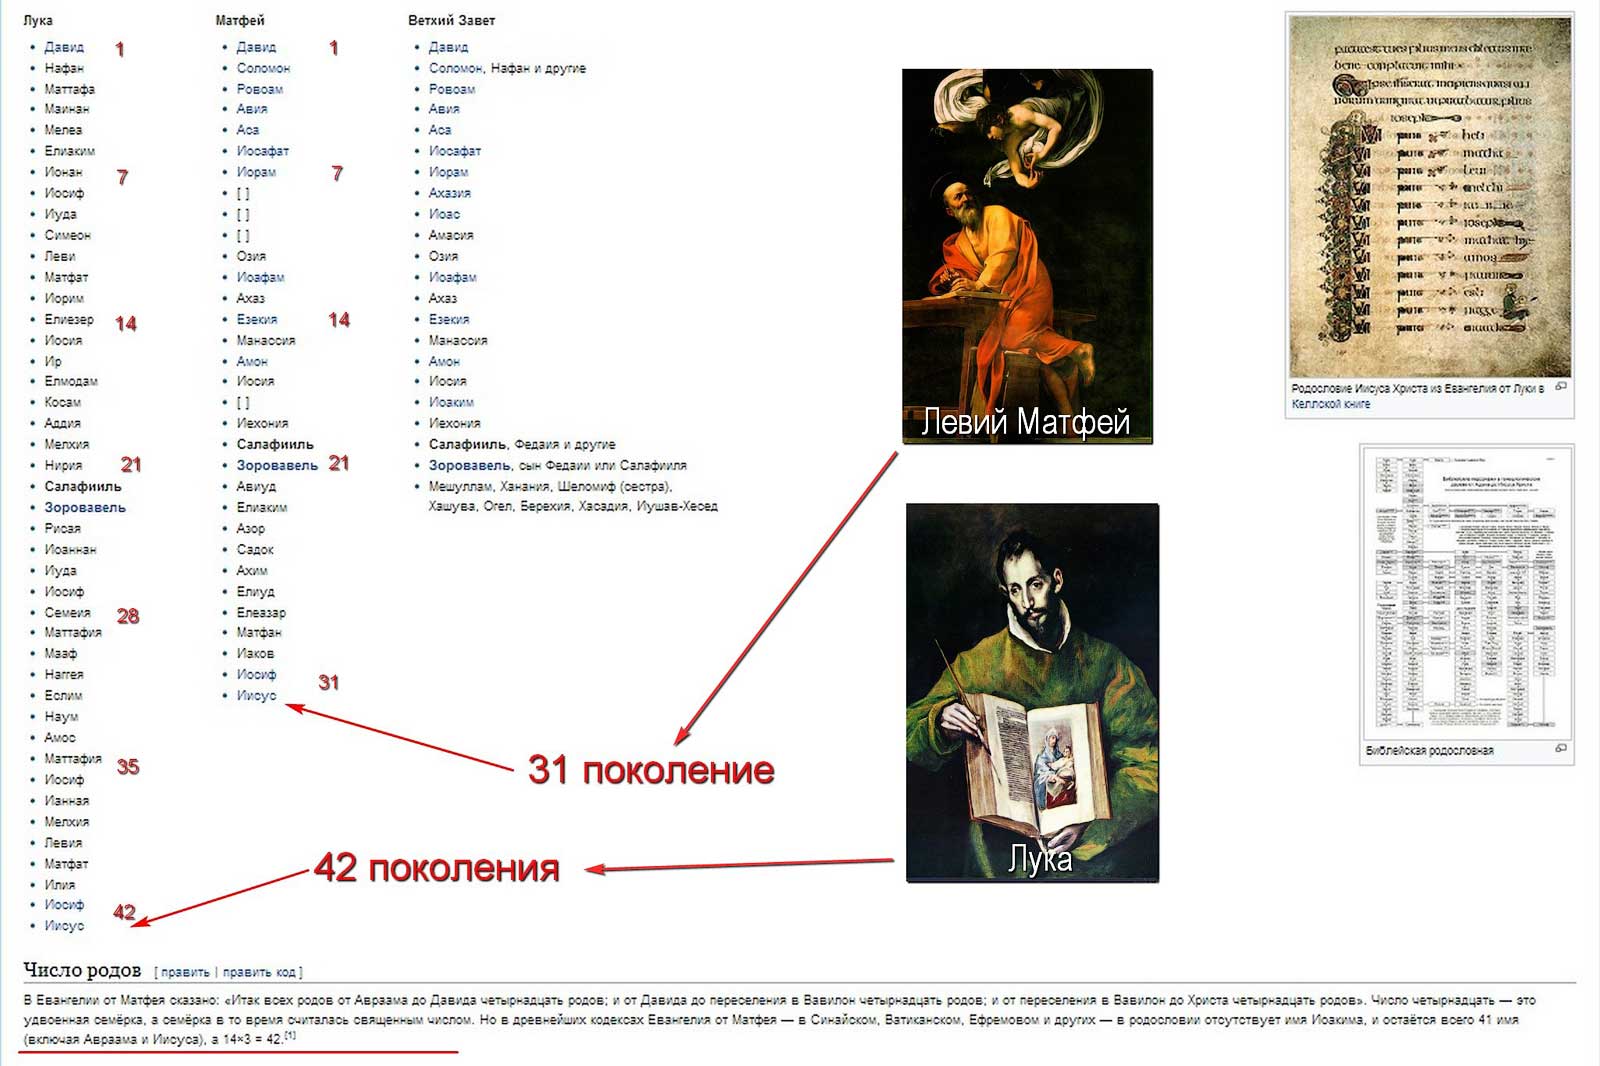 Лука
Давид 1
Нафан
Маттафа
Маинан
Мелеа
Елиаким
Ионан 7
Иосиф
Иуда
Симеон
Леви
Матфат
Иорим
Елиезер 14
Иосия
Ир
Елмодам
Косам
Аддия
Мелхия
Нирия 21
Салафииль
Зоровавель
Рисая
Иоаннан
Иуда
Иосиф
Семеия 28
Маттафия
Мааф
Наггея
Еслим
Наум
Амос
Маттафия 35
Иосиф
Ианная
Мелхия
Левия
Матфат
Илия
Иосиф 42
Иисус
Матфей
Давид 1
Соломон
Ровоам
Авия
Аса
Иосафат
Иорам 7
[ ]
[ ]
[ ]
Озия
Иоафам
Ахаз
Езекия 14
Манассия
Амон
Иосия
[ ]
Иехония
Салафииль
Зоровавель 21
Авиуд
Елиаким
Азор
Садок
Ахим
Елиуд
Елеазар
Матфан
Иаков
Иосиф 31
Иисус
Ветхий Завет
Давид
Соломон, Нафан и другие
Ровоам
Авия
Аса
Иосафат
Иорам
Ахазия
Иоас
Амасия
Озия
Иоафам
Ахаз
Езекия
Манассия
Амон
Иосия
Иоаким
Иехония
Салафииль, Федаия и другие
Зоровавель, сын Федаии или Салафииля
Мешуллам, Ханания, Шеломиф (сестра),
Хашува, Огел, Берехия, Хасадия, Иушав-Хесед
Левий Матфей
31 поколение
Лука
42 поколения
Родословие Иисуса Христа из Евангелия от Луки в
Келлской книге
Библейская родословная
Число родов [ править | править код ]
В Евангелии от Матфея сказано: «Итак всех родов от Авраама до Давида четырнадцать родов; и от Давида до переселения в Вавилон четырнадцать родов; и от переселения в Вавилон до Христа четырнадцать родов». Число четырнадцать — это
удвоенная семёрка, а семёрка в то время считалась священным числом. Но в древнейших кодексах Евангелия от Матфея — в Синайском, Ватиканском, Ефремовом и других — в родословии отсутствует имя Иоакима, и остаётся всего 41 имя
(включая Авраама и Иисуса), а 14×3 = 42.[1]